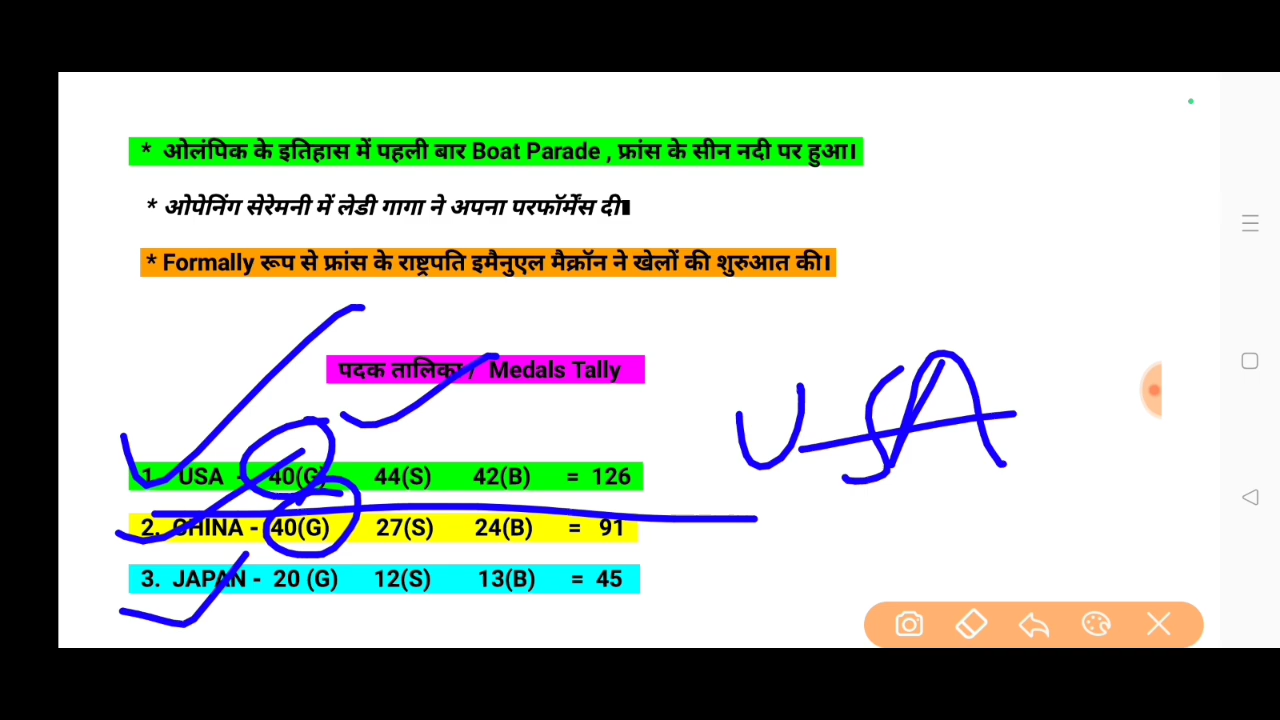 * ओलंपिक के इतिहास में पहली बार Boat Parade , फ्रांस के सीन नदी पर हुआ।
* ओपेनिंग सेरेमनी में लेडी गागा ने अपना परफॉर्मेंस दी।
* Formally रूप से फ्रांस के राष्ट्रपति इमैनुएल मैक्रॉन ने खेलों की शुरुआत की।
पदक तालिका / Medals Tally
USA
1. USA - 40(G) 44(S) 42(B) = 126
2. CHINA - 40(G) 27(S) 24(B) = 91
3. JAPAN - 20 (G) 12(S) 13(B) = 45